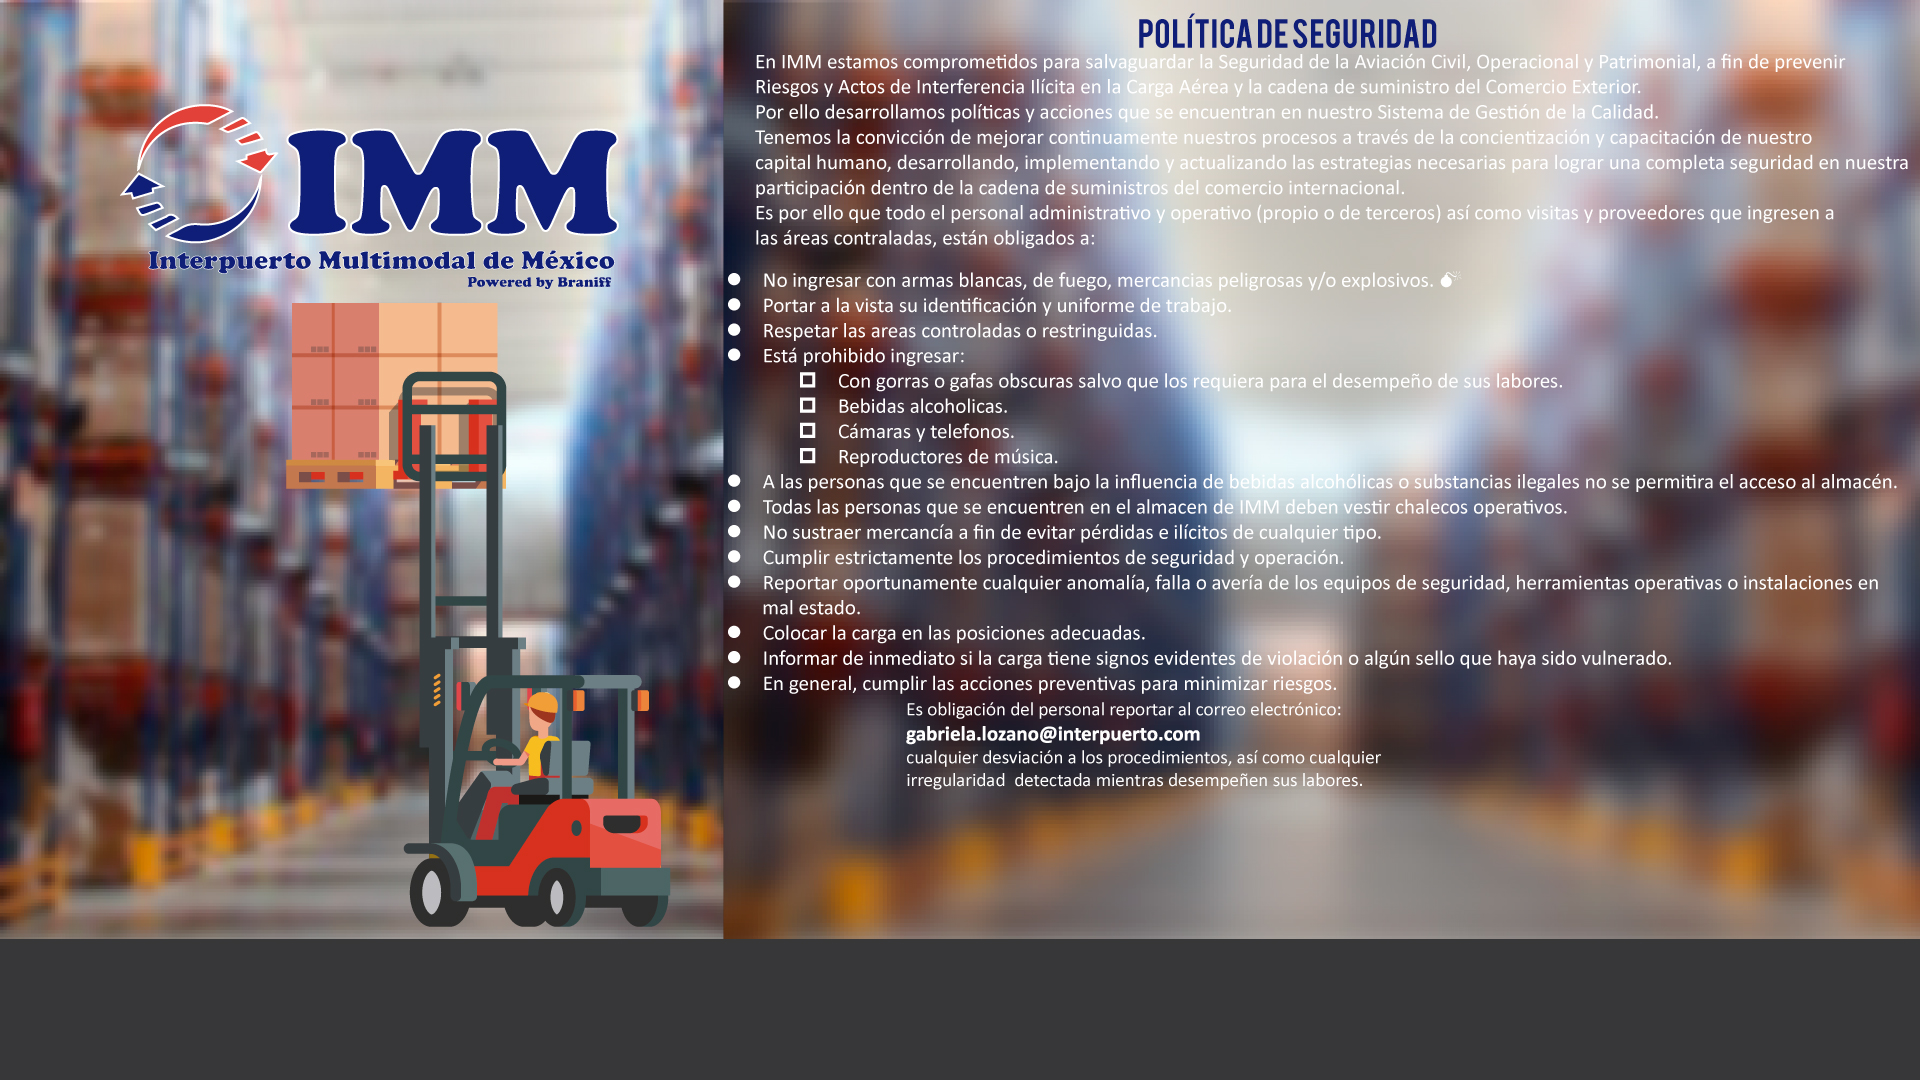 IMM
Interpuerto Multimodal de México
Powered by Braniff
POLÍTICA DE SEGURIDAD
En IMM estamos comprometidos para salvaguardar la Seguridad de la Aviación Civil, Operacional y Patrimonial, a fin de prevenir
Riesgos y Actos de Interferencia Ilícita en la Carga Aérea y la cadena de suministro del Comercio Exterior.
Por ello desarrollamos políticas y acciones que se encuentran en nuestro Sistema de Gestión de la Calidad.
Tenemos la convicción de mejorar continuamente nuestros procesos a través de la concientización y capacitación de nuestro
capital humano, desarrollando, implementando y actualizando las estrategias necesarias para lograr una completa seguridad en nuestra
participación dentro de la cadena de suministros del comercio internacional.
Es por ello que todo el personal administrativo y operativo (propio o de terceros) así como visitas y proveedores que ingresen a
las áreas contraladas, están obligados a:
● No ingresar con armas blancas, de fuego, mercancias peligrosas y/o explosivos. 💣
● Portar a la vista su identificación y uniforme de trabajo.
● Respetar las areas controladas o restringuidas.
● Está prohibido ingresar:
❑ Con gorras o gafas obscuras salvo que los requiera para el desempeño de sus labores.
❑ Bebidas alcoholicas.
❑ Cámaras y telefonos.
❑ Reproductores de música.
● A las personas que se encuentren bajo la influencia de bebidas alcohólicas o substancias ilegales no se permitira el acceso al almacén.
● Todas las personas que se encuentren en el almacen de IMM deben vestir chalecos operativos.
● No sustraer mercancía a fin de evitar pérdidas e ilícitos de cualquier tipo.
● Cumplir estrictamente los procedimientos de seguridad y operación.
● Reportar oportunamente cualquier anomalía, falla o avería de los equipos de seguridad, herramientas operativas o instalaciones en
mal estado.
● Colocar la carga en las posiciones adecuadas.
● Informar de inmediato si la carga tiene signos evidentes de violación o algún sello que haya sido vulnerado.
● En general, cumplir las acciones preventivas para minimizar riesgos.
Es obligación del personal reportar al correo electrónico:
gabriela.lozano@interpuerto.com
cualquier desviación a los procedimientos, así como cualquier
irregularidad detectada mientras desempeñen sus labores.